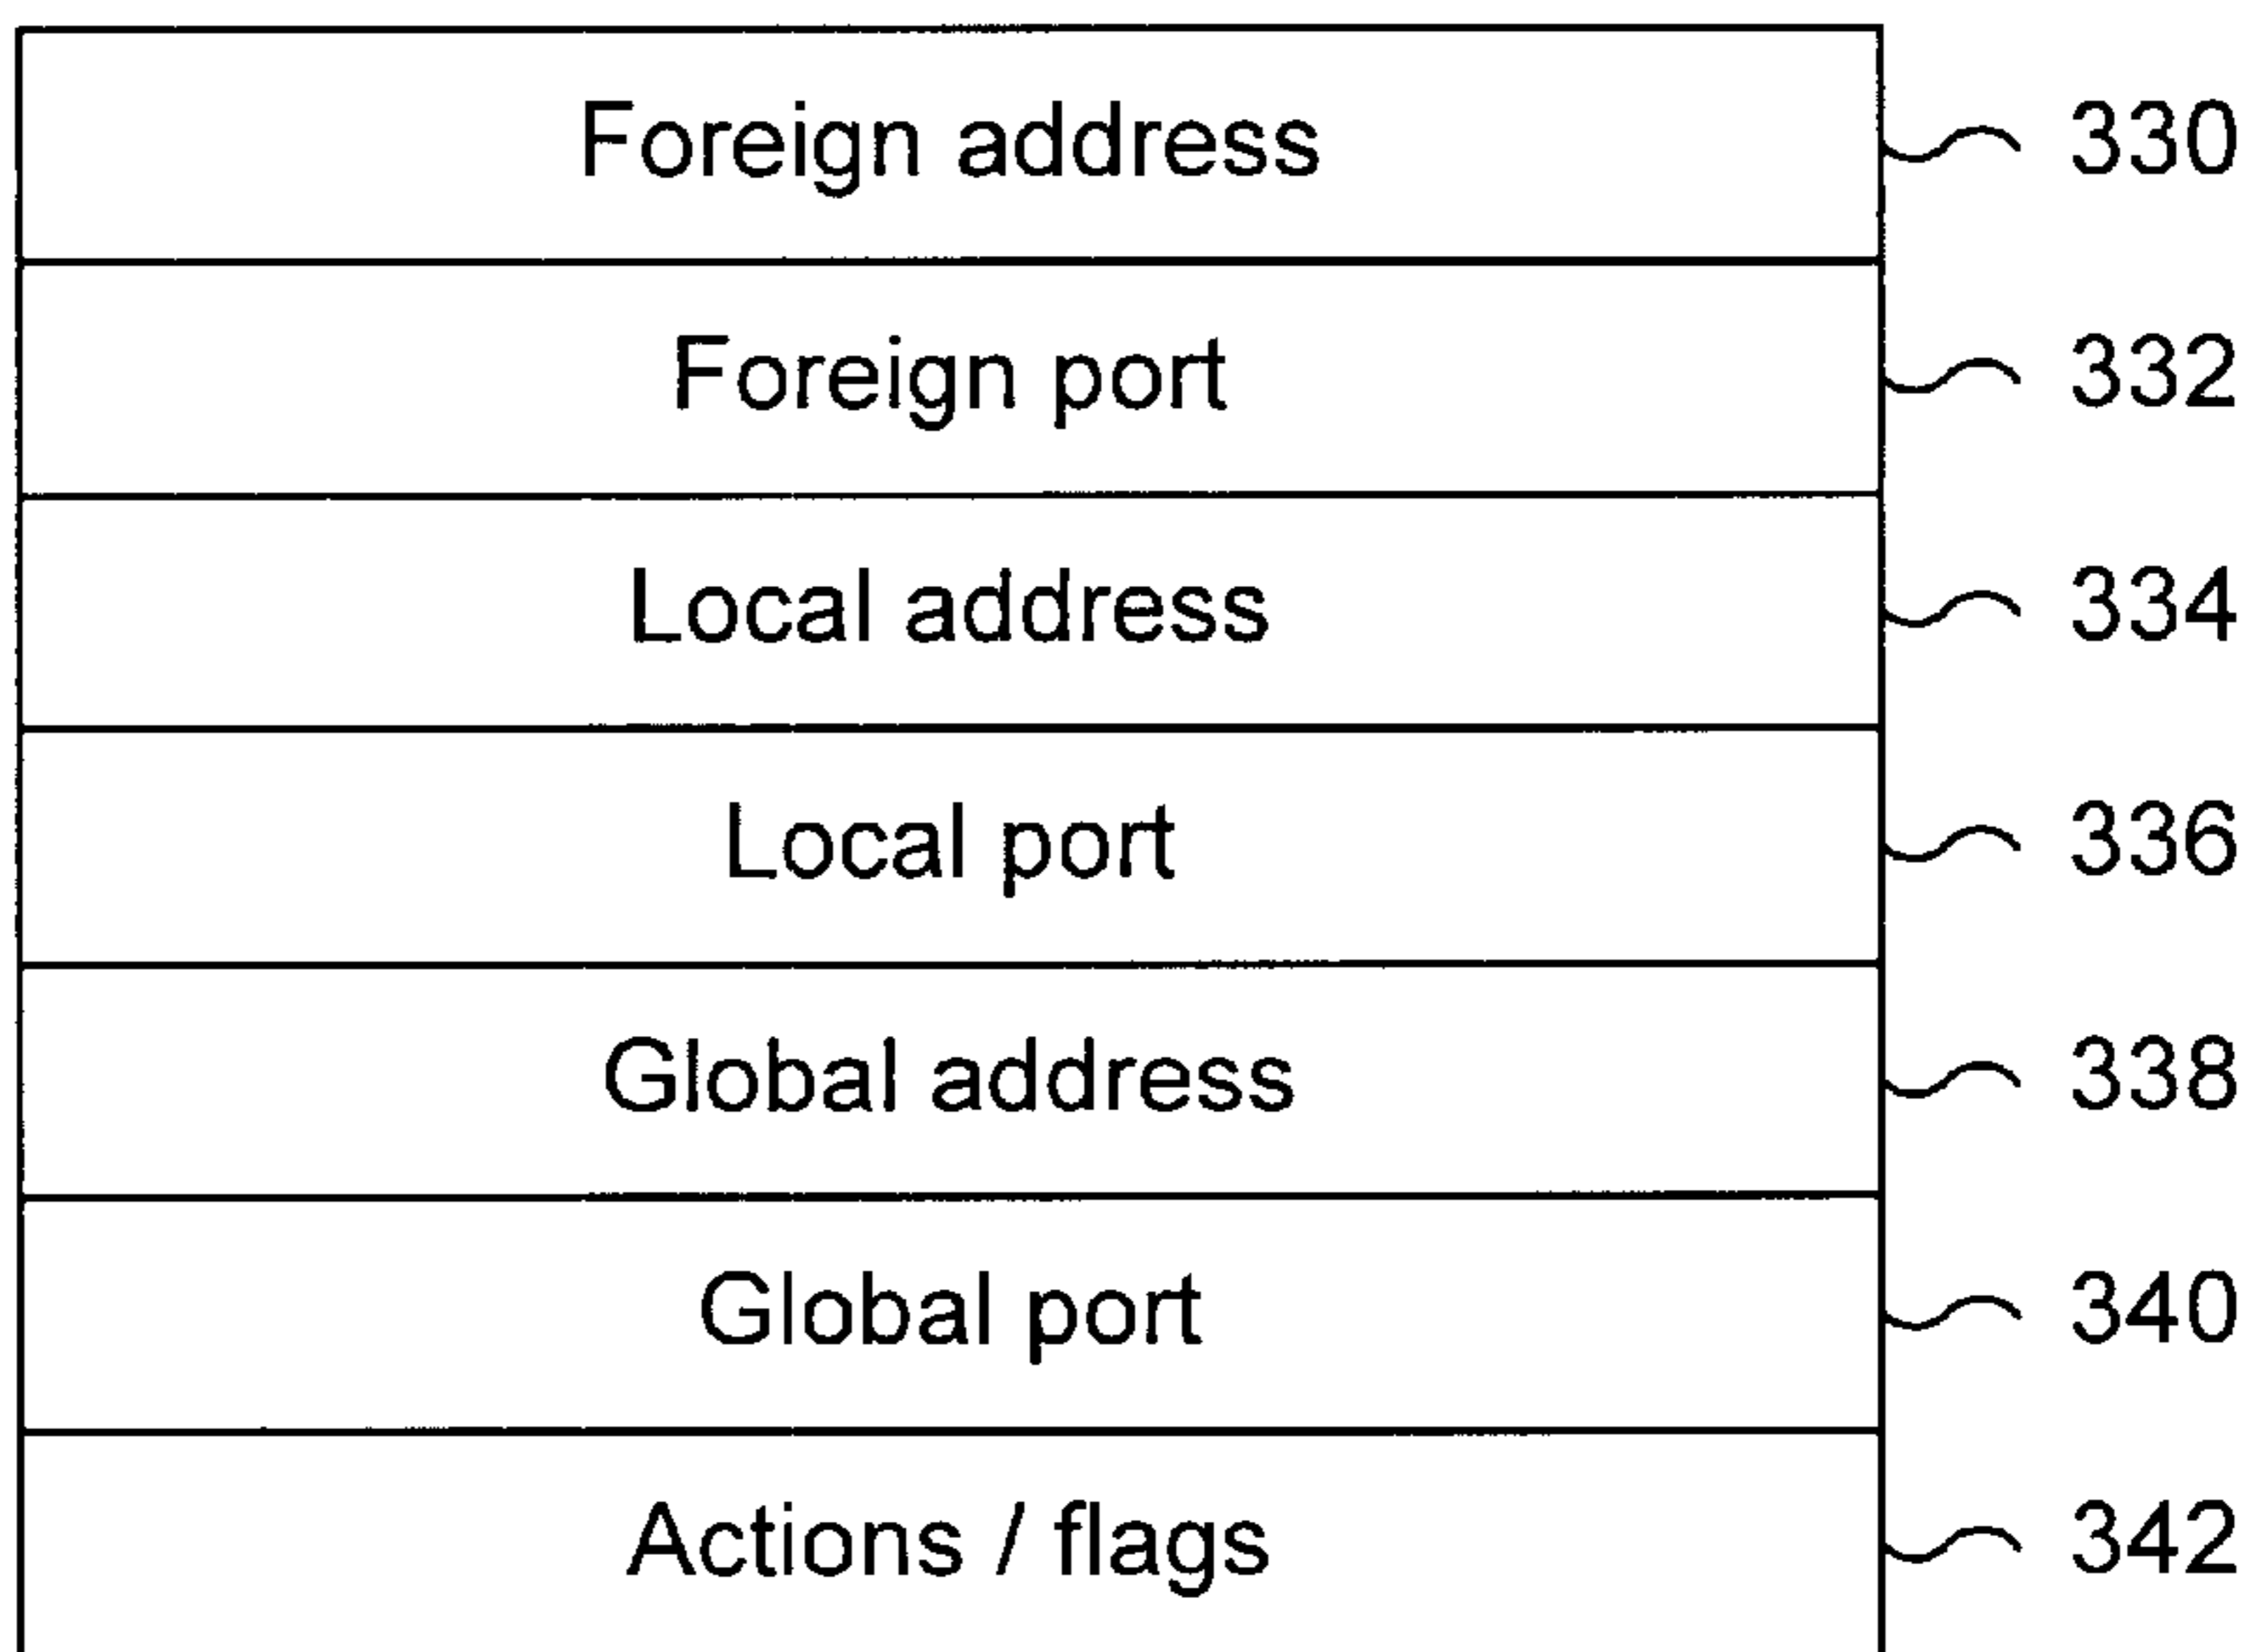 Foreign address 330
Foreign port 332
Local address 334
Local port 336
Global address 338
Global port 340
Actions / flags 342